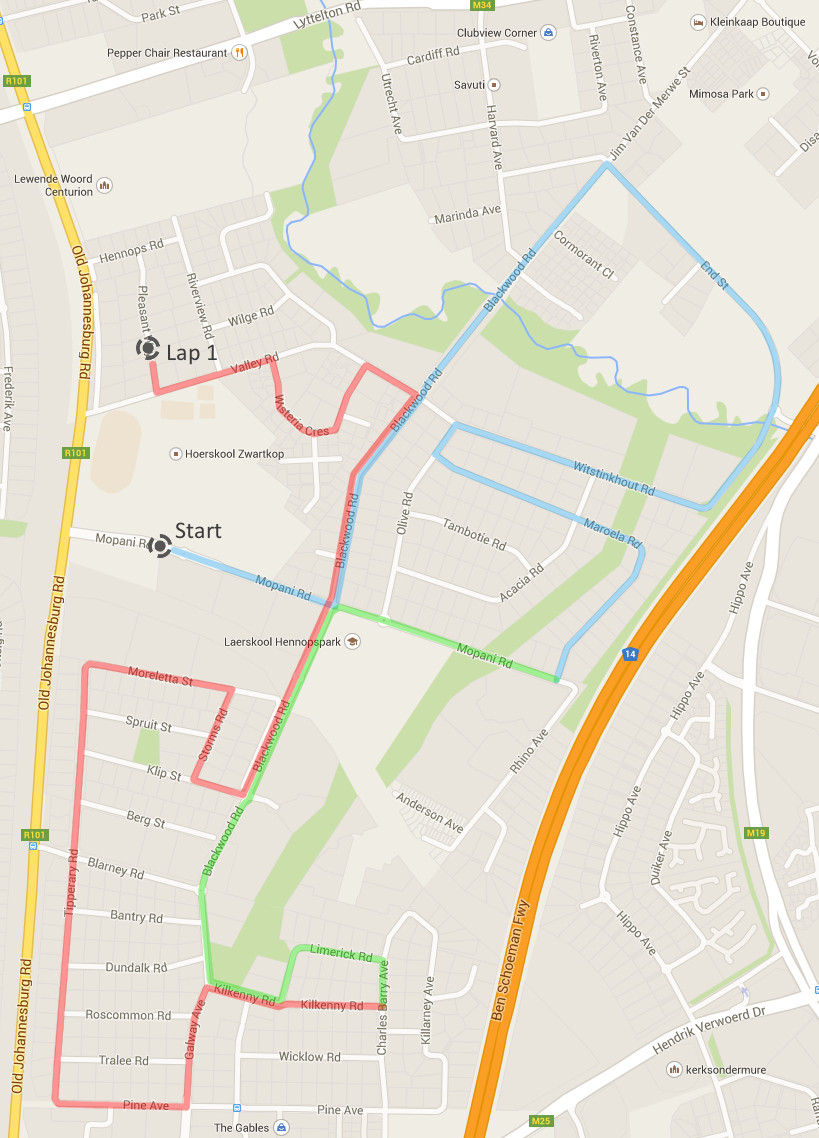 Park St
Lyttelton Rd
M34
Clubview Corner
Kleinkaap Boutique
Pepper Chair Restaurant
Cardiff Rd
Riverton Ave
Constance Ave
R101
Utrecht Ave
Savuti
Harvard Ave
Jim Van Der Merwe St
Mimosa Park
Lewende Woord
Centurion
Marinda Ave
Hennops Rd
Cormorant Cl
Old Johannesburg Rd
Pleasant
Riverview Rd
Blackwood Rd
End St
Wilge Rd
Lap 1
Valley Rd
Frederik Ave
Wisteria Cres
Blackwood Rd
R101
Hoerskool Zwartkop
Witstinkhout Rd
Start
Mopani Rd
Olive Rd
Tambotie Rd
Maroela Rd
Blackwood Rd
Mopani Rd
Acacia Rd
Hippo Ave
Old Johannesburg Rd
Laerskool Hennopspark
Mopani Rd
14
Moreletta St
Hippo Ave
Spruit St
Storms Rd
Blackwood Rd
Rhino Ave
Klip St
Berg St
Anderson Ave
Hippo Ave
R101
Blackwood Rd
M19
Duiker Ave
Blarney Rd
Tipperary Rd
Bantry Rd
Ben Schoeman Fwy
Hippo Ave
Limerick Rd
Dundalk Rd
Old Johannesburg Rd
Kilkenny Rd
Kilkenny Rd
Charles Barry Ave
Killarney Ave
Roscommon Rd
Galway Ave
Hendrik Verwoerd Dr
Tralee Rd
Wicklow Rd
kerksondermure
Pine Ave
Pine Ave
The Gables
M25